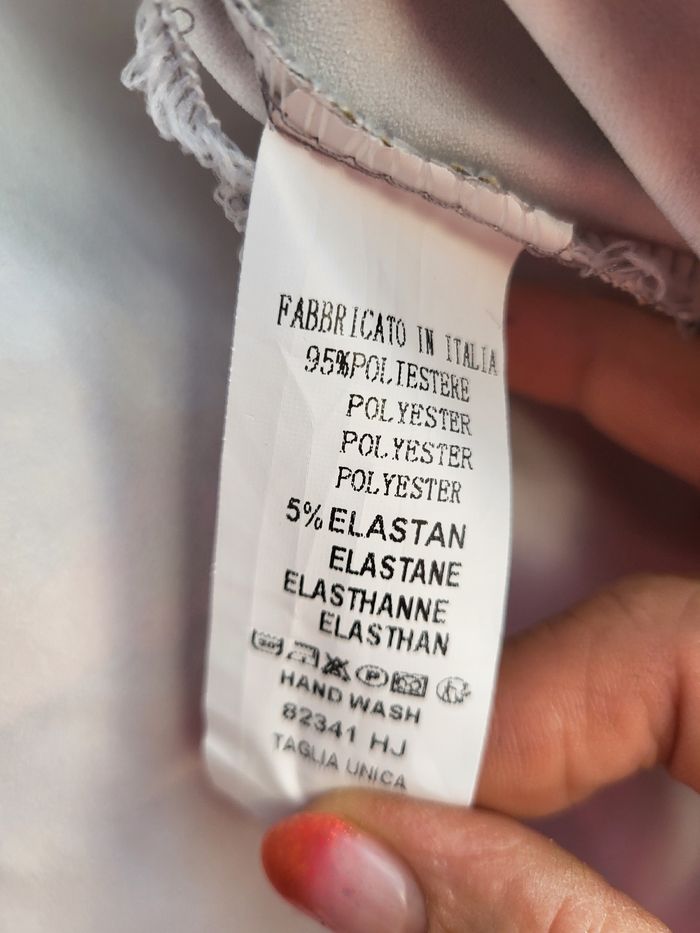 FABBRICATO IN ITALIA
95%POLIESTERE
POLYESTER
POLYESTER
POLYESTER
5% ELASTAN
ELASTANE
ELASTHANNE
ELASTHAN
P
HAND WASH
82341 HJ
TAGLIA UNICA